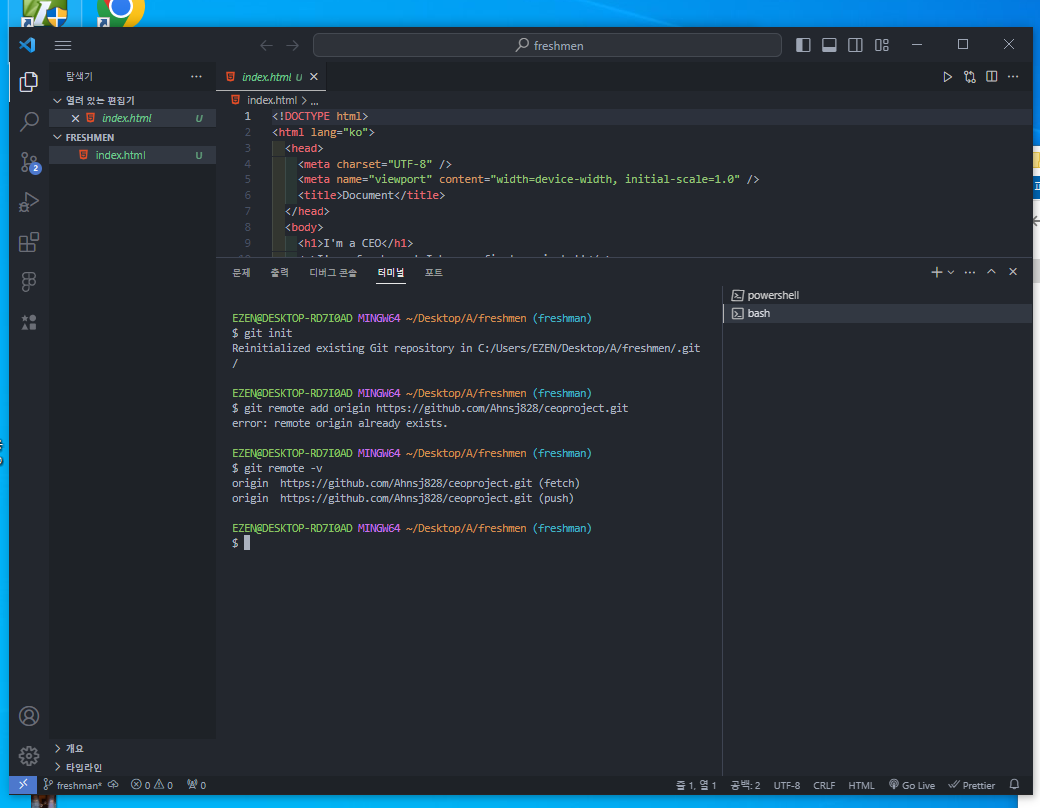 freshmen
탐색기
index.html U
열려 있는 편집기
index.html U
FRESHMEN
index.html U
2
index.html > ...
1 <!DOCTYPE html>
2 <html lang="ko">
3 <head>
4 <meta charset="UTF-8" />
5 <meta name="viewport" content="width=device-width, initial-scale=1.0" />
6 <title>Document</title>
7 </head>
8 <body>
9 <h1>I'm a CEO</h1>
문제 출력 디버그 콘솔 터미널 포트
powershell
bash
EZEN@DESKTOP-RD7I0AD MINGW64 ~/Desktop/A/freshmen (freshman)
$ git init
Reinitialized existing Git repository in C:/Users/EZEN/Desktop/A/freshmen/.git
/
EZEN@DESKTOP-RD7I0AD MINGW64 ~/Desktop/A/freshmen (freshman)
$ git remote add origin https://github.com/Ahnsj828/ceoproject.git
error: remote origin already exists.
EZEN@DESKTOP-RD7I0AD MINGW64 ~/Desktop/A/freshmen (freshman)
$ git remote -v
origin  https://github.com/Ahnsj828/ceoproject.git (fetch)
origin  https://github.com/Ahnsj828/ceoproject.git (push)
EZEN@DESKTOP-RD7I0AD MINGW64 ~/Desktop/A/freshmen (freshman)
$
개요
타임라인
freshman* 0 0 0 줄 1, 열 1 공백: 2 UTF-8 CRLF HTML Go Live Prettier